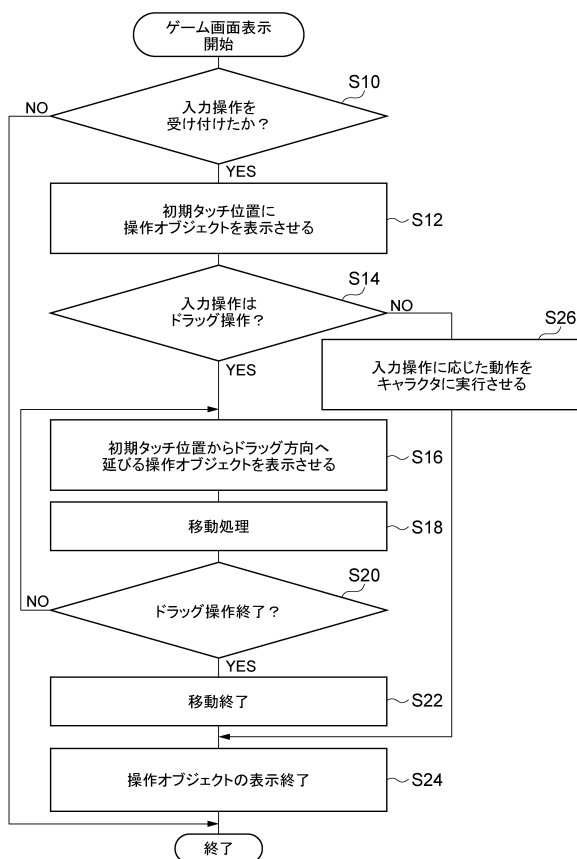 ゲーム画面表示
開始
S10
NO
入力操作を
受け付けたか？
YES
初期タッチ位置に
操作オブジェクトを表示させる
S12
S14
入力操作は
ドラッグ操作？
NO
S26
YES
入力操作に応じた動作を
キャラクタに実行させる
初期タッチ位置からドラッグ方向へ
延びる操作オブジェクトを表示させる
S16
移動処理
S18
S20
NO
ドラッグ操作終了？
YES
移動終了
S22
操作オブジェクトの表示終了
S24
終了